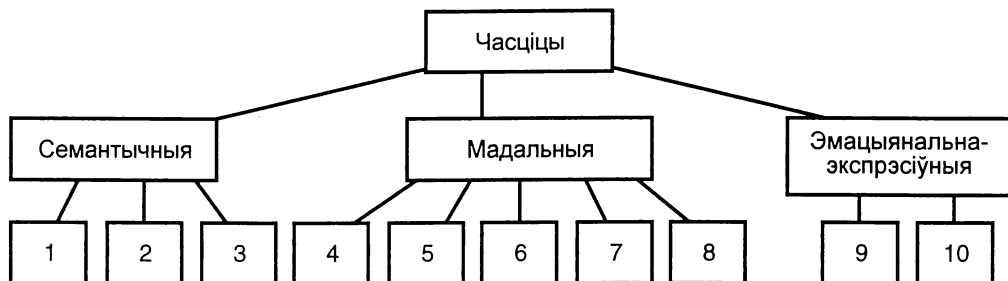 Часціцы
Семантычныя
Мадальныя
Эмацыянальна-
экспрэсіўныя
1 2 3 4 5 6 7 8 9 10